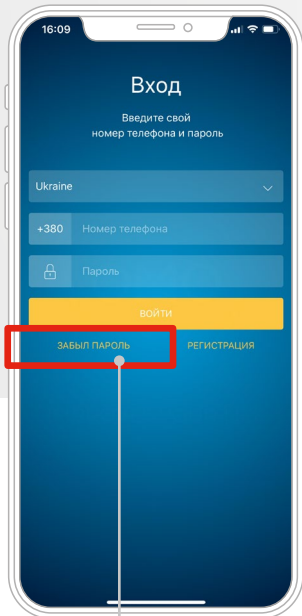 16:09
Вход
Введите свой
номер телефона и пароль
Ukraine
+380 Номер телефона
Пароль
ВОЙТИ
ЗАБЫЛ ПАРОЛЬ РЕГИСТРАЦИЯ